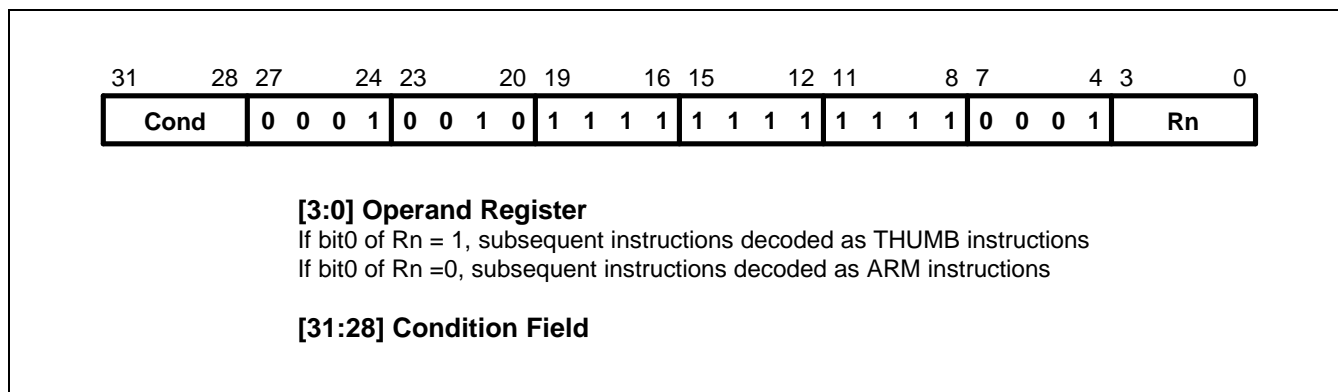 31 28 27 24 23 20 19 16 15 12 11 8 7 4 3 0
Cond 0 0 0 1 0 0 1 0 1 1 1 1 1 1 1 1 1 1 1 1 0 0 0 1 Rn
[3:0] Operand Register
If bit0 of Rn = 1, subsequent instructions decoded as THUMB instructions
If bit0 of Rn =0, subsequent instructions decoded as ARM instructions
[31:28] Condition Field